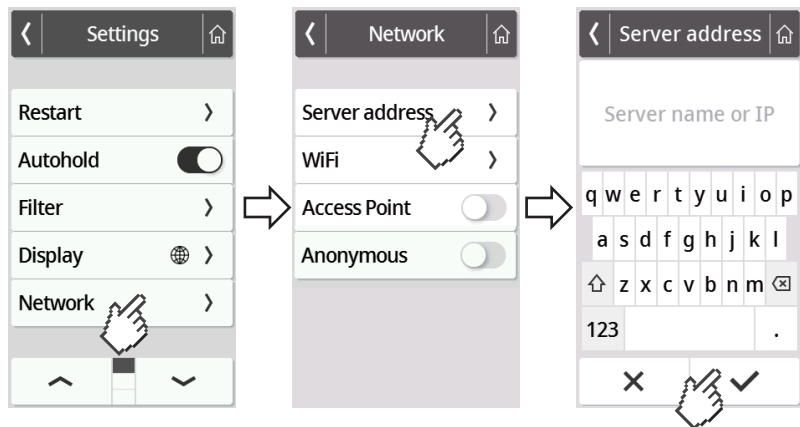 Settings
Restart
Autohold
Filter
Display
Network
Network
Server address
WiFi
Access Point
Anonymous
Server address
Server name or IP
q w e r t y u i o p
a s d f g h j k l
z x c v b n m
123 .